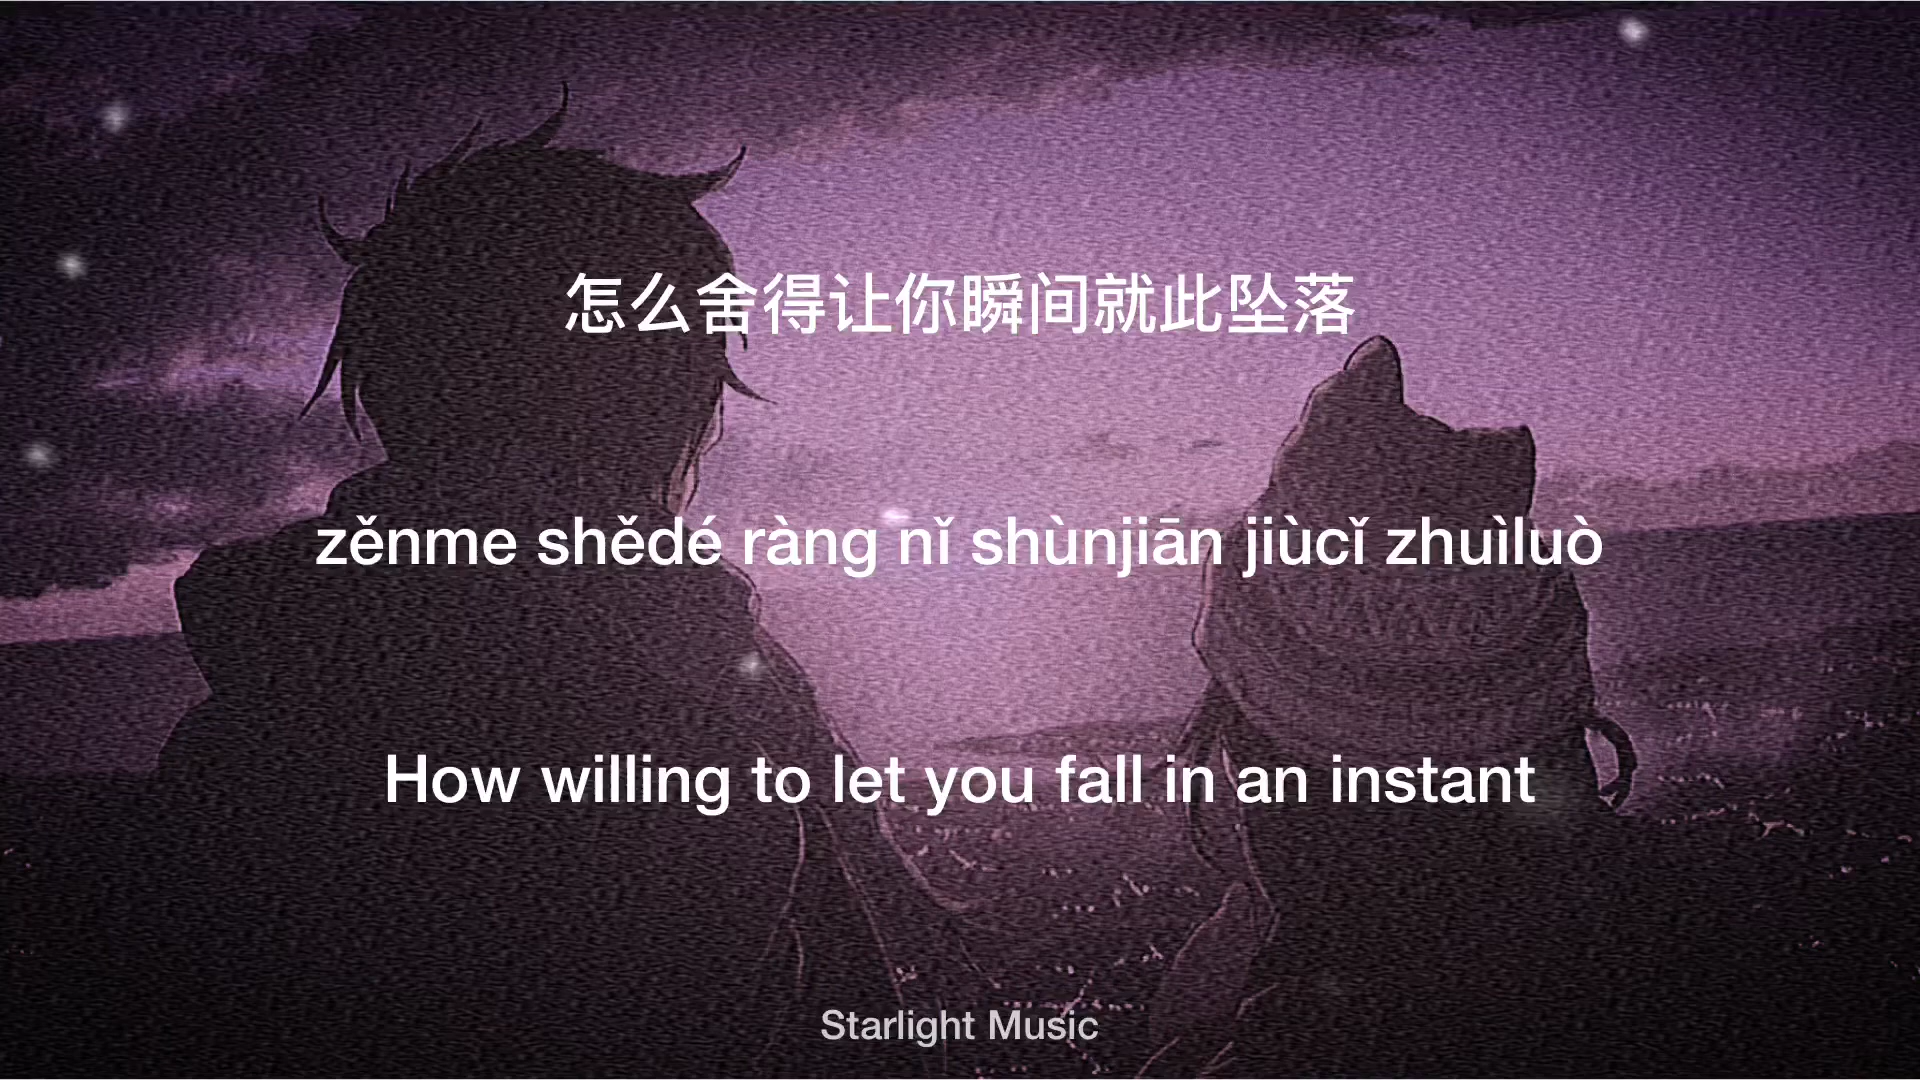 怎么舍得让你瞬间就此坠落
zěnme shědé ràng nǐ shùnjiān jiùcǐ zhuìluò
How willing to let you fall in an instant
Starlight Music